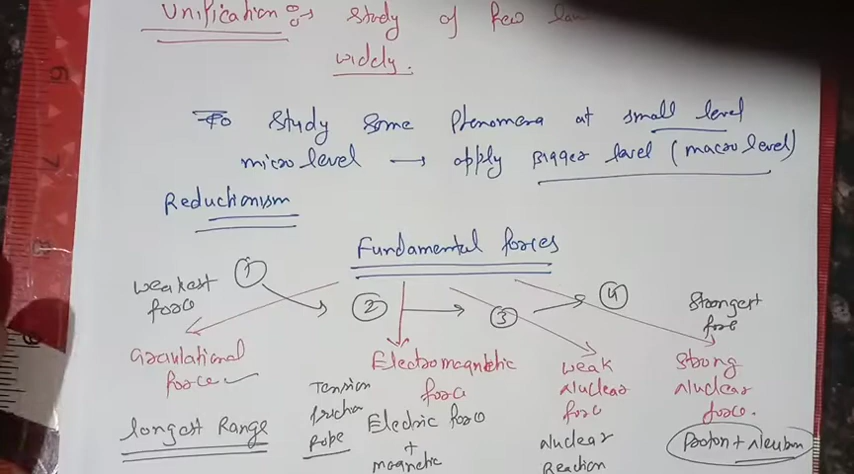 Unification :→ Study of few
widely.
To study some Phenomena at small level
micro level → apply Bigger level (macro level)
Reductionism
Fundamental forces
Weakest force
1
2
3
4
Strongest force
Gravitational force
Longest Range
Tension
friction
Rope
Electromagnetic force
Electric force
+
magnetic
weak
Nuclear
force
Nuclear
Reaction
Strong
Nuclear
force.
Proton + Neutron
6
7